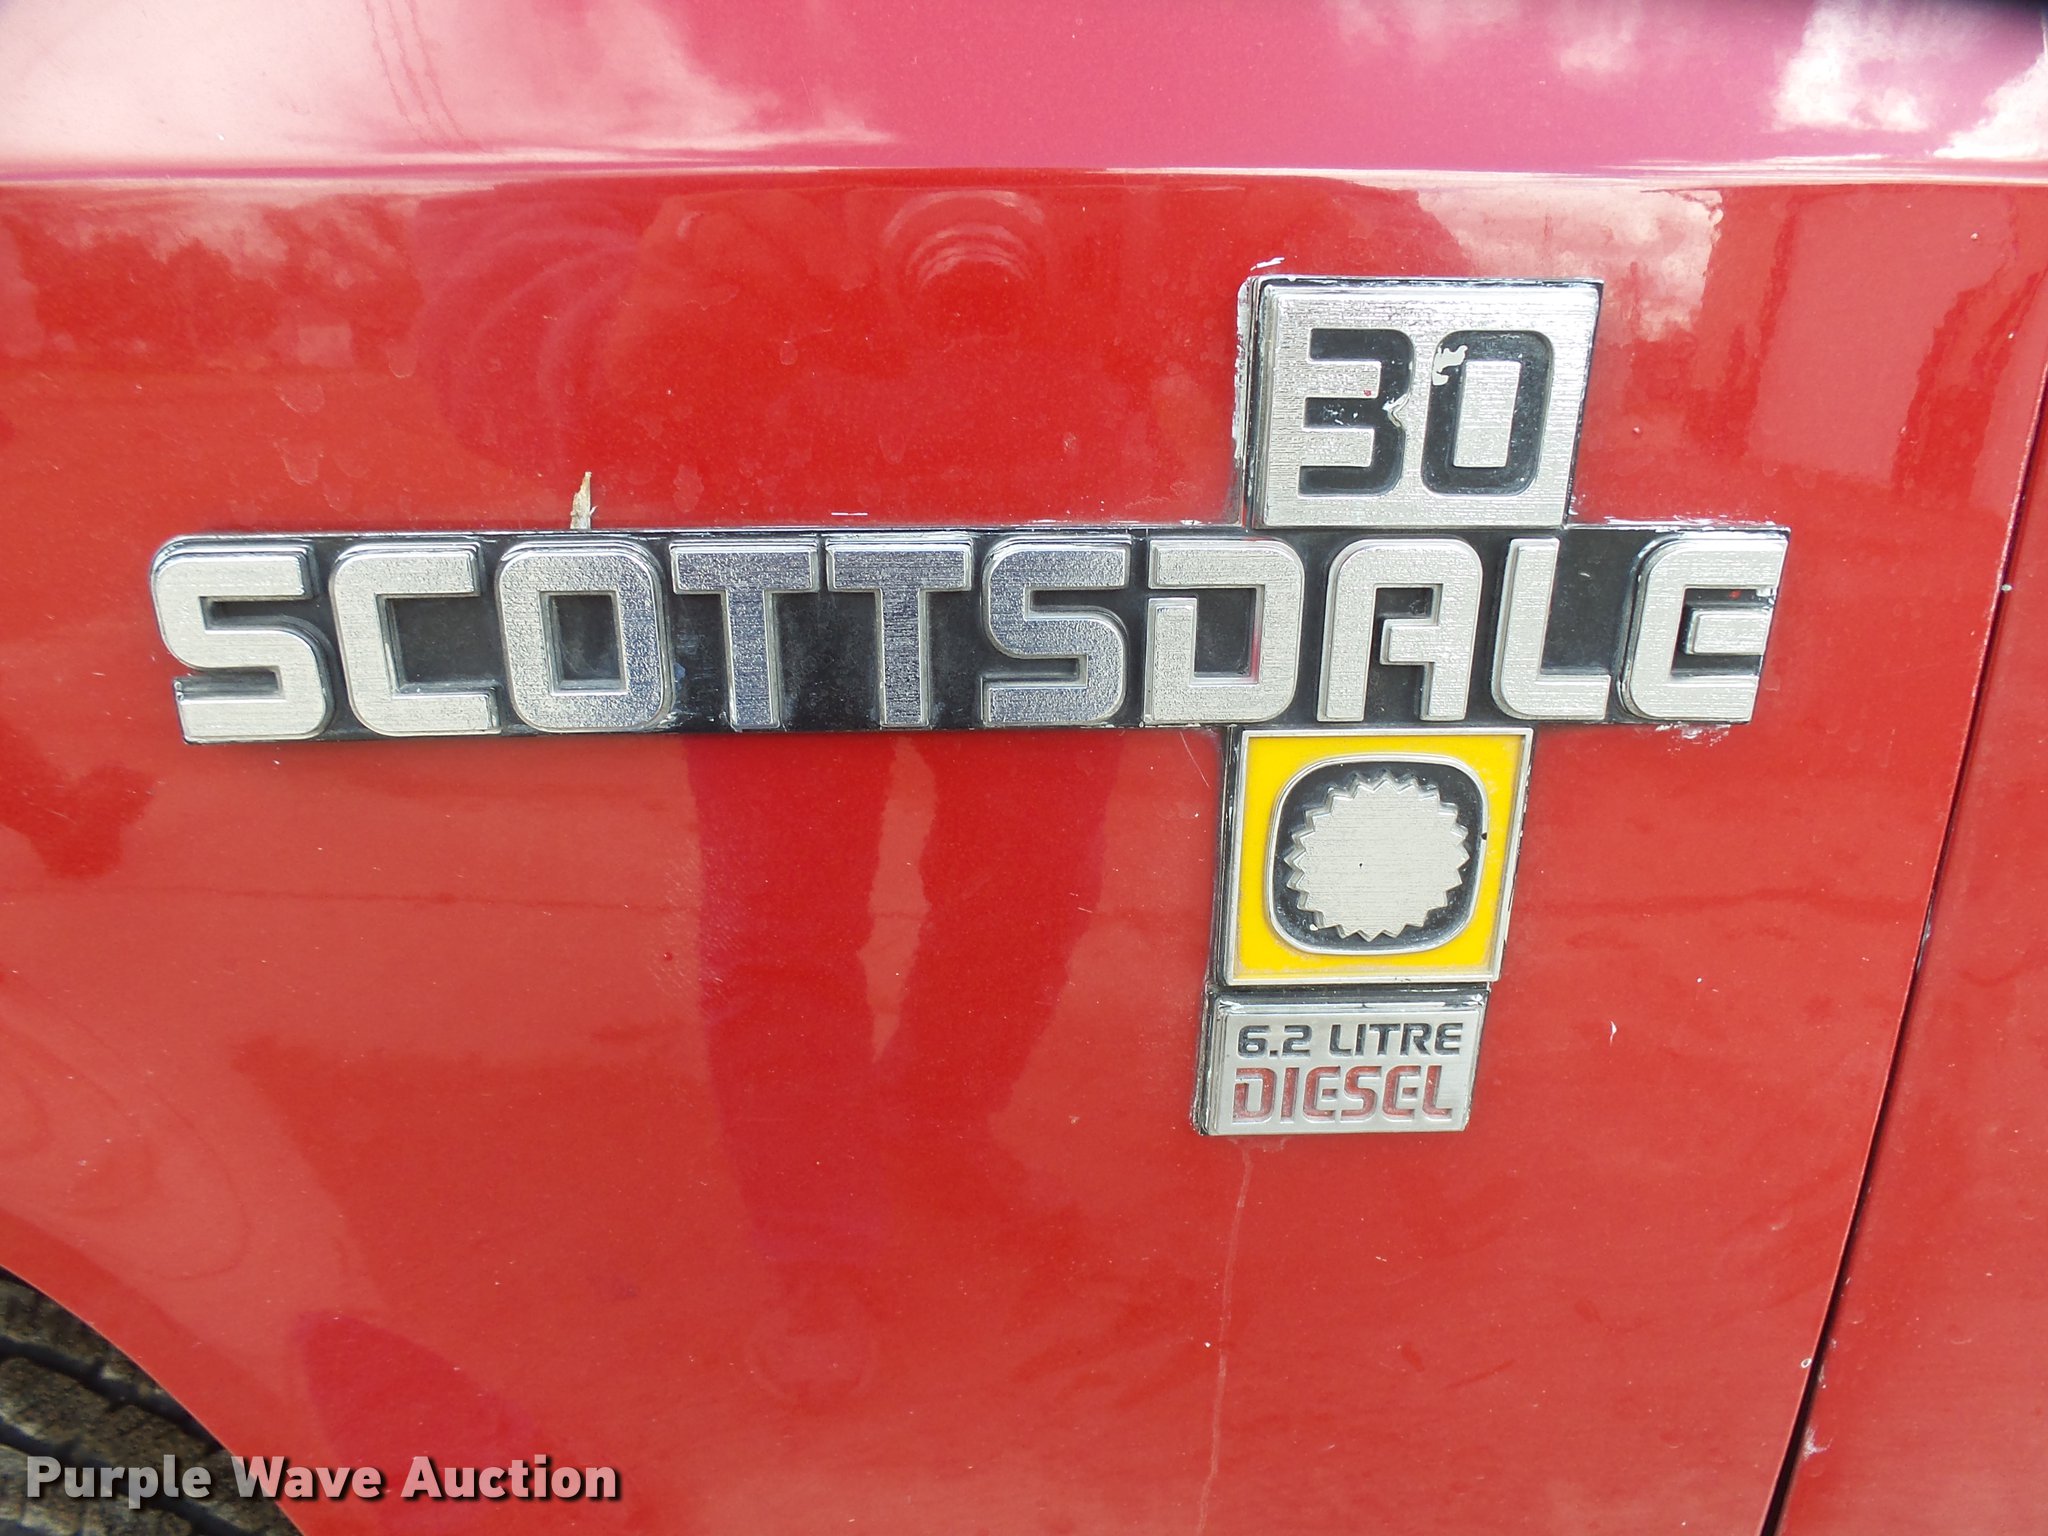 30
SCOTTSDALE
6.2 LITRE
DIESEL
Purple Wave Auction